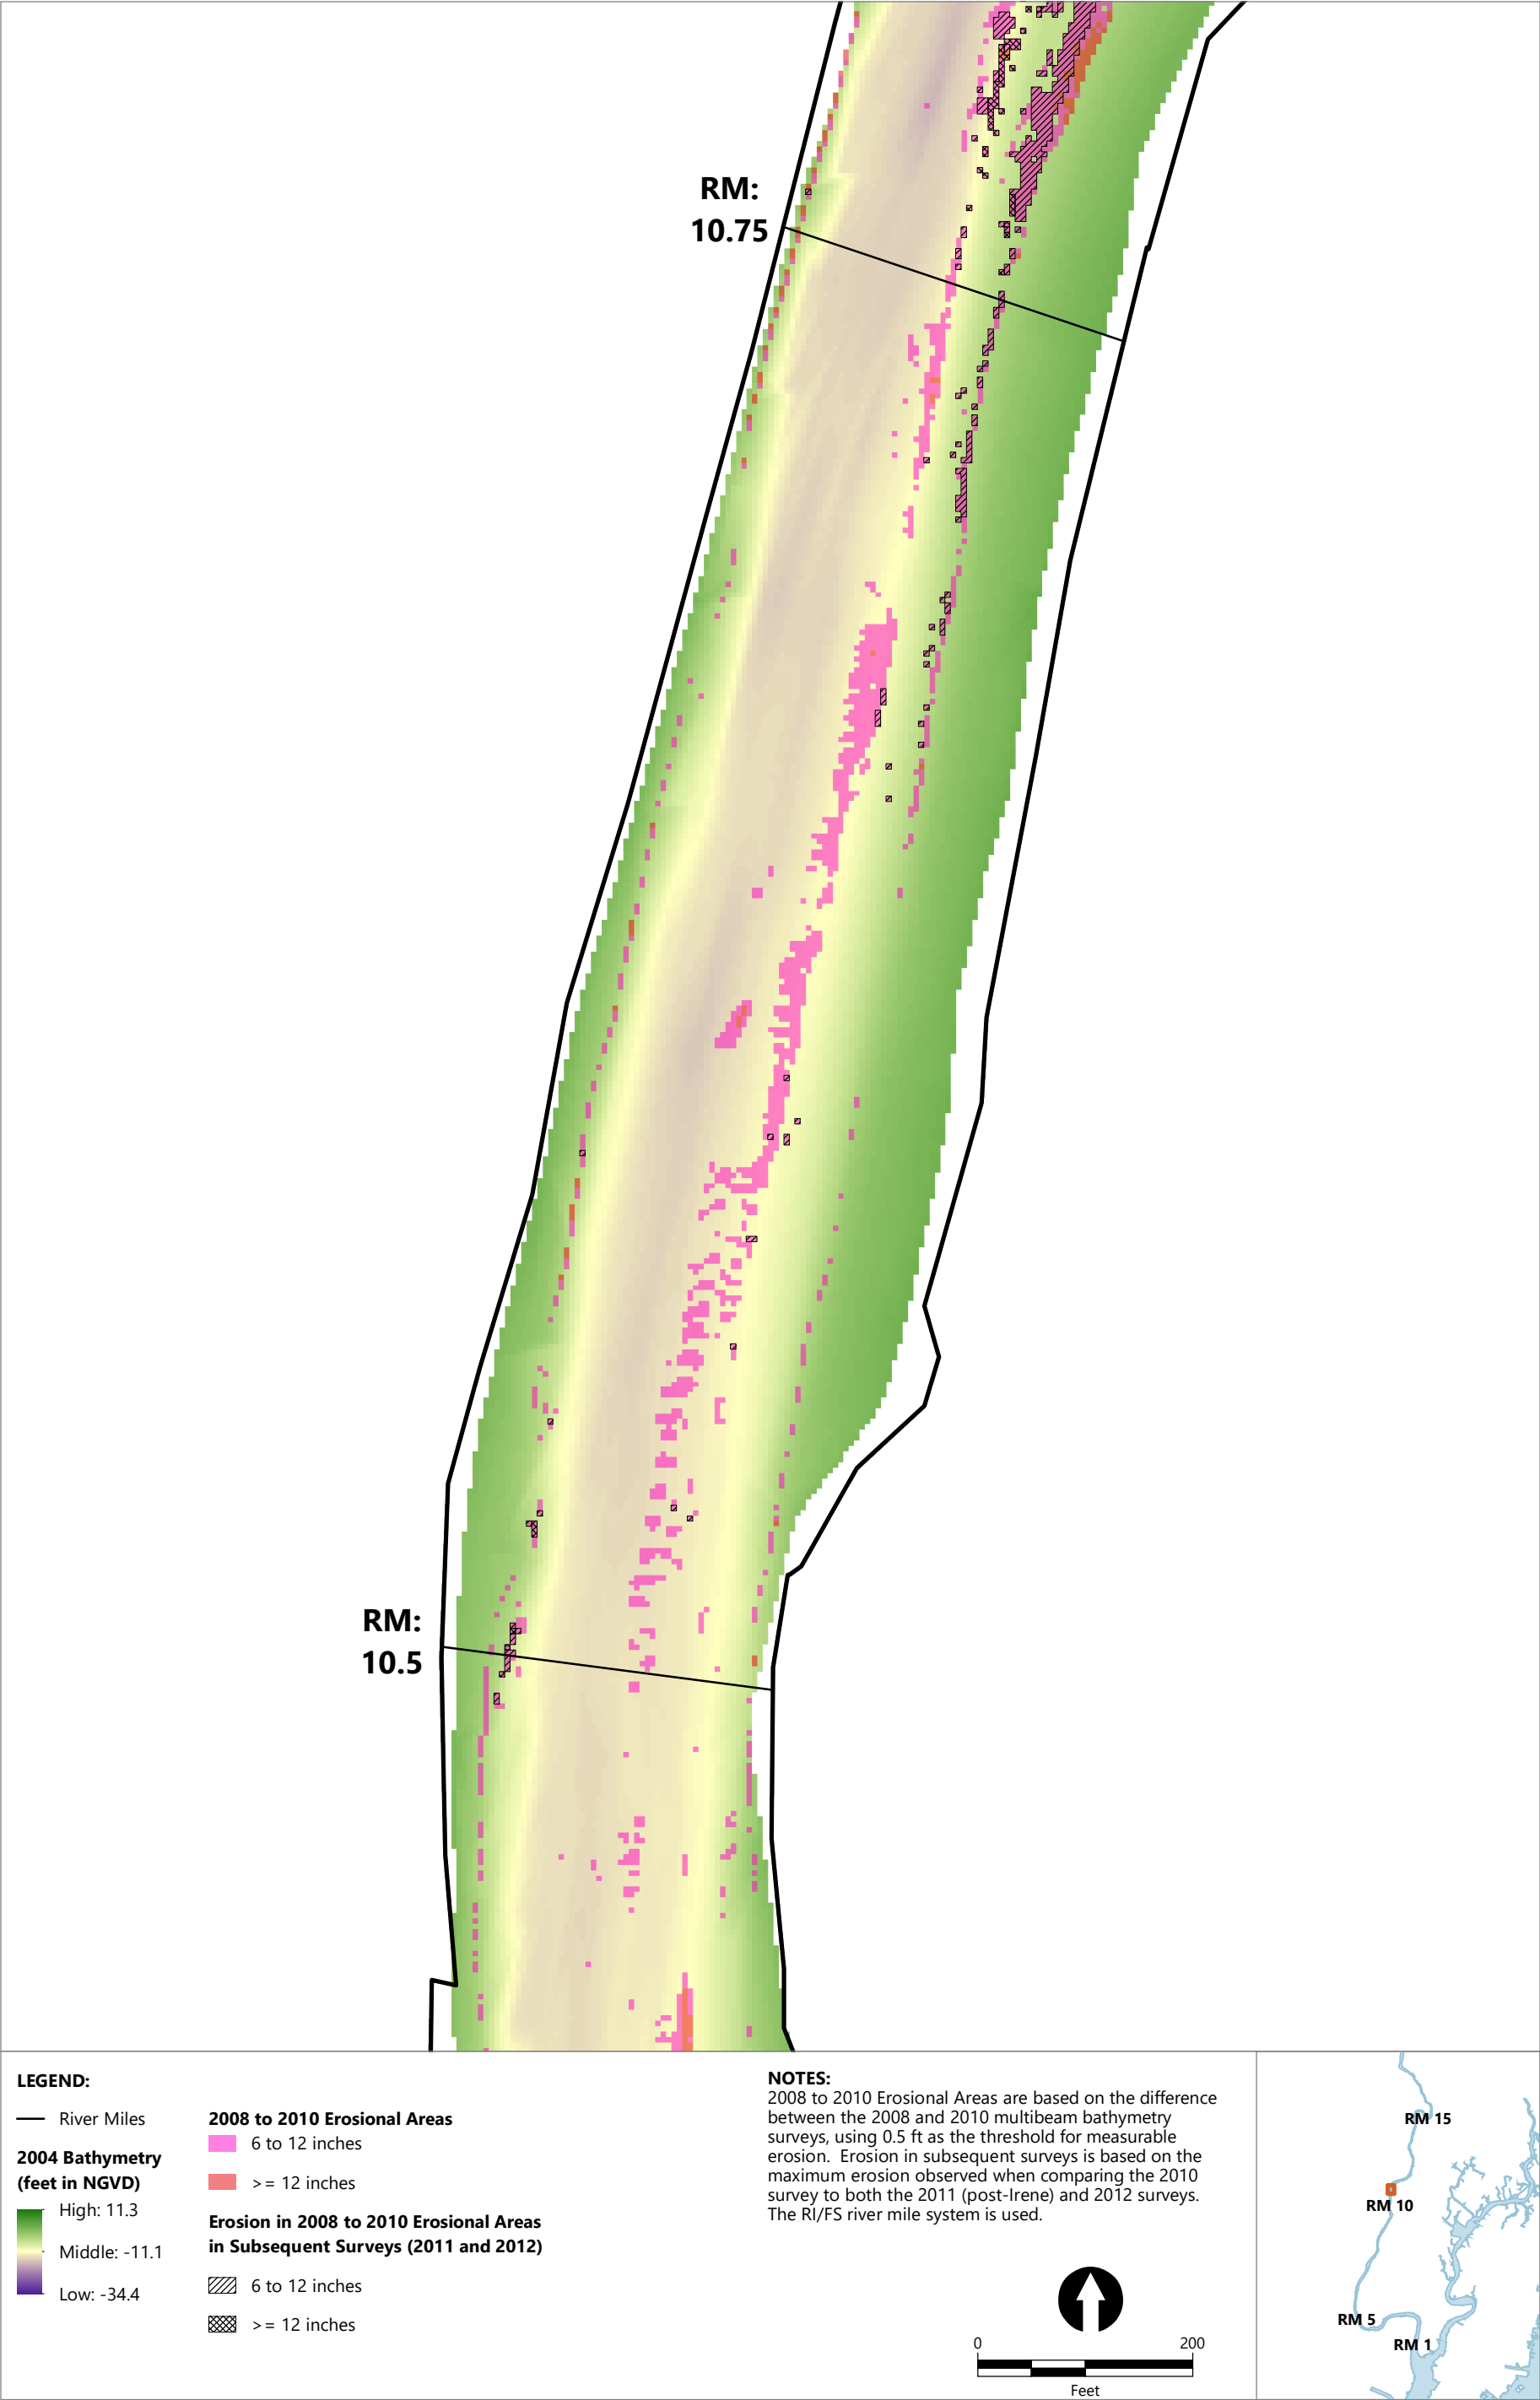 RM:
10.75
RM:
10.5
LEGEND:
River Miles
2004 Bathymetry
(feet in NGVD)
High: 11.3
Middle: -11.1
Low: -34.4
2008 to 2010 Erosional Areas
6 to 12 inches
>= 12 inches
Erosion in 2008 to 2010 Erosional Areas
in Subsequent Surveys (2011 and 2012)
6 to 12 inches
>= 12 inches
NOTES:
2008 to 2010 Erosional Areas are based on the difference
between the 2008 and 2010 multibeam bathymetry
surveys, using 0.5 ft as the threshold for measurable
erosion. Erosion in subsequent surveys is based on the
maximum erosion observed when comparing the 2010
survey to both the 2011 (post-Irene) and 2012 surveys.
The RI/FS river mile system is used.
0 200
Feet
RM 15
RM 10
RM 5
RM 1